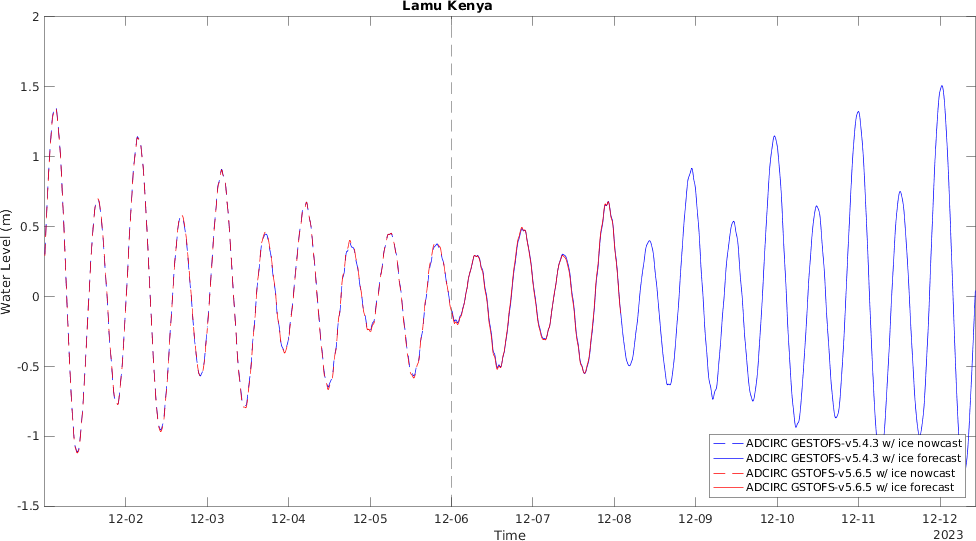 Lamu Kenya
2
1.5
1
0.5
0
-0.5
-1
-1.5
Water Level (m)
12-02 12-03 12-04 12-05 12-06 12-07 12-08 12-09 12-10 12-11 12-12
2023
Time
ADCIRC GESTOFS-v5.4.3 w/ ice nowcast
ADCIRC GESTOFS-v5.4.3 w/ ice forecast
ADCIRC GSTOFS-v5.6.5 w/ ice nowcast
ADCIRC GSTOFS-v5.6.5 w/ ice forecast